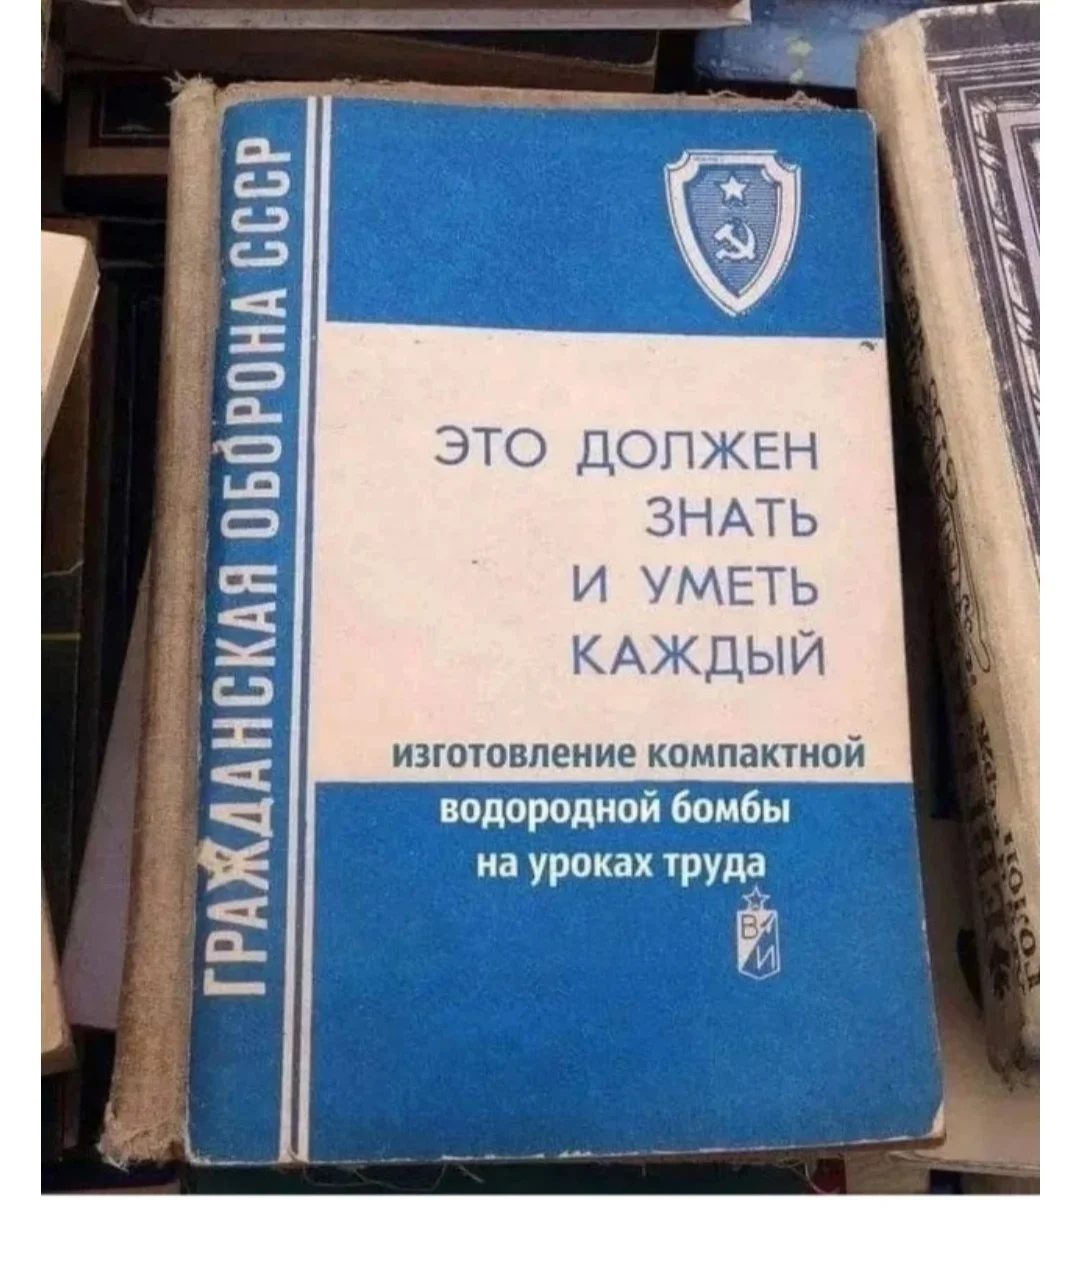 ГРАЖДАНСКАЯ ОБОРОНА СССР
ЭТО ДОЛЖЕН
ЗНАТЬ
И УМЕТЬ
КАЖДЫЙ
изготовление компактной
водородной бомбы
на уроках труда
В
И